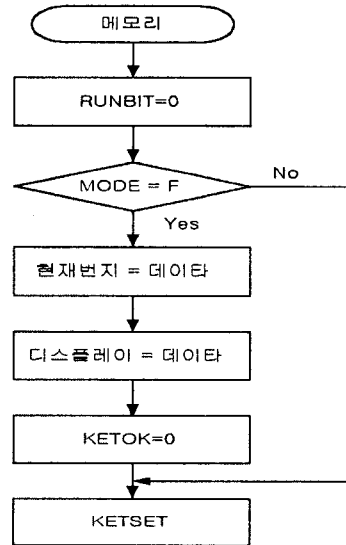 메모리
RUNBIT=0
MODE = F
No
Yes
현재번지 = 데이타
디스플레이 = 데이타
KETOK=0
KETSET